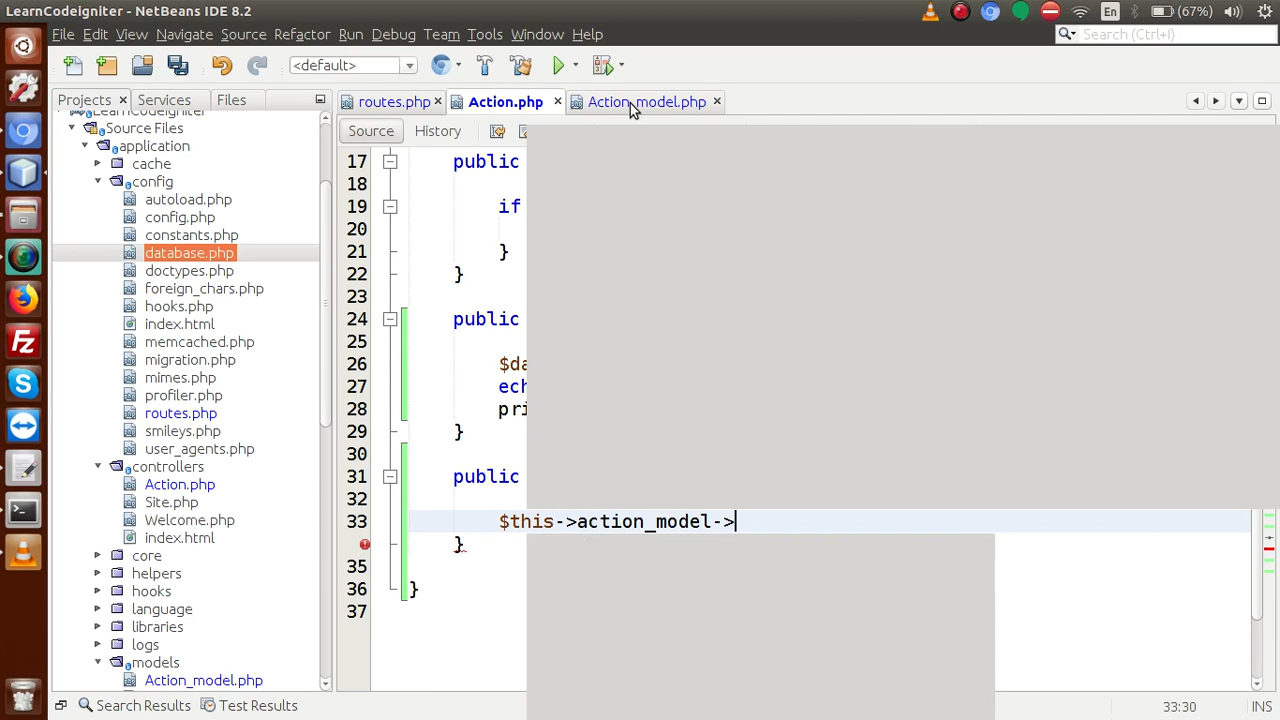 LearnCodeigniter - NetBeans IDE 8.2
En
(67%)
File Edit View Navigate Source Refactor Run Debug Team Tools Window Help
Search (Ctrl+I)
<default>
Projects
Services
Files
routes.php
Action.php
Action_model.php
LearnCodeigniter
Source Files
application
cache
config
autoload.php
config.php
constants.php
database.php
doctypes.php
foreign_chars.php
hooks.php
index.html
memcached.php
migration.php
mimes.php
profiler.php
routes.php
smileys.php
user_agents.php
controllers
Action.php
Site.php
Welcome.php
index.html
core
helpers
hooks
language
libraries
logs
models
Action_model.php
Source
History
17 public
18
19 if
20
21 }
22 }
23
24 public
25
26 $da
27 ech
28 pri
29 }
30
31 public
32
33 $this->action_model->
}
35
36 }
37
Search Results
Test Results
33:30
INS